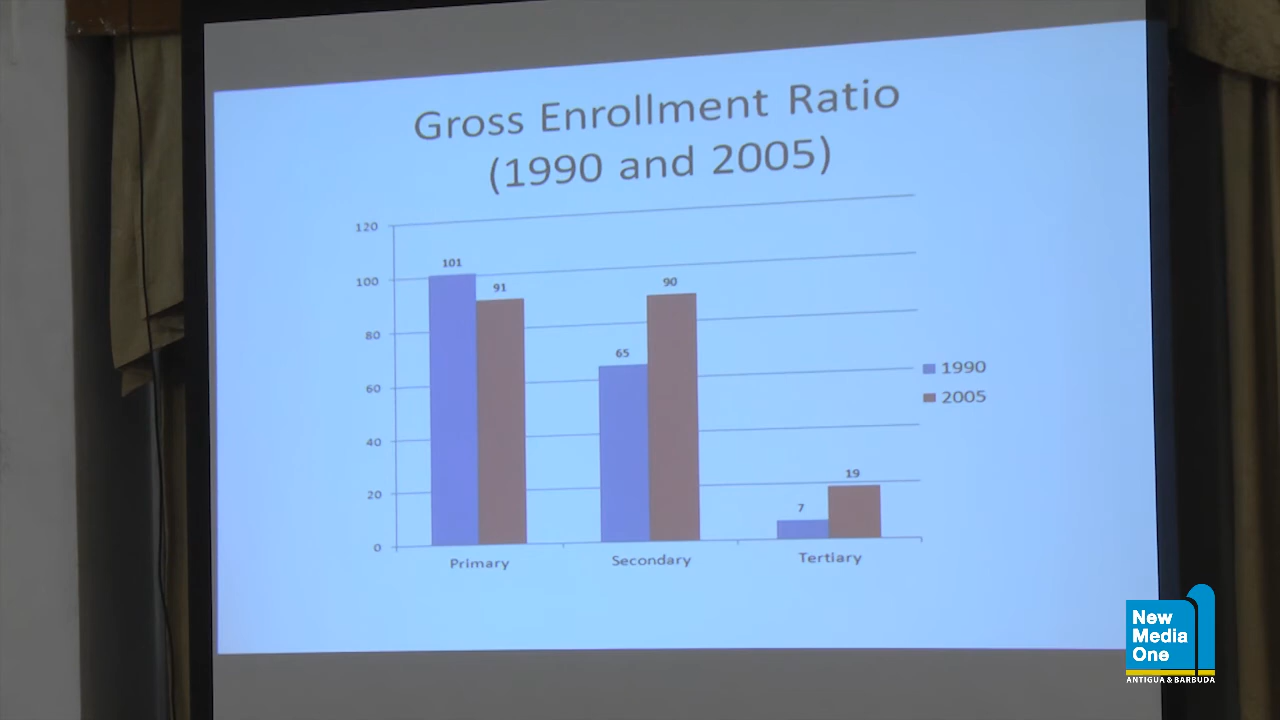 Gross Enrollment Ratio
(1990 and 2005)
120
100
80
60
40
20
0
101
91
65
90
7
19
Primary
Secondary
Tertiary
1990
2005
New
Media
One
ANTIGUA & BARBUDA